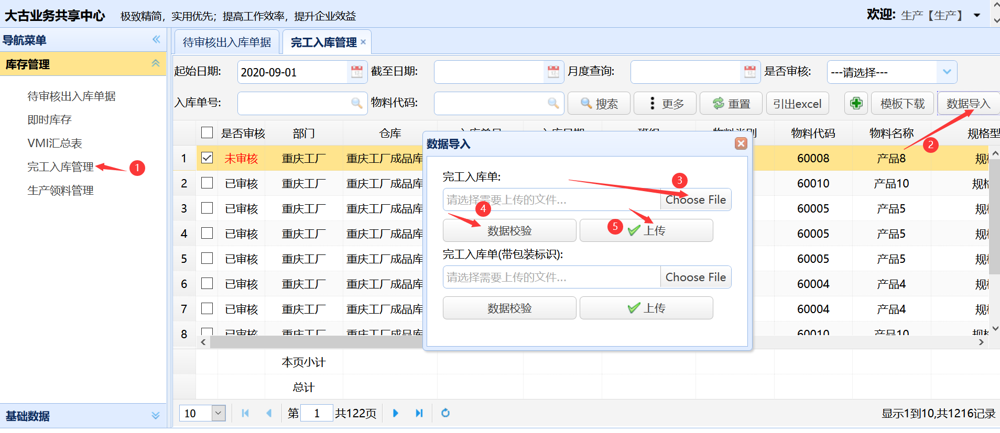 大古业务共享中心 极致精简，实用优先；提高工作效率，提升企业效益 欢迎: 生产【生产】
导航菜单
库存管理
待审核出入库单据
即时库存
VMI汇总表
完工入库管理 1
生产领料管理
基础数据
待审核出入库单据 完工入库管理
起始日期: 2020-09-01 截至日期: 月度查询: 是否审核: ---请选择---
入库单号: 物料代码: 搜索 更多 重置 引出excel 模板下载 数据导入
2
是否审核 部门 仓库 物料代码 物料名称 规格型
1 未审核 重庆工厂 重庆工厂成品库 60008 产品8 规
2 已审核 重庆工厂 重庆工厂成品库 60010 产品10 规
3 已审核 重庆工厂 重庆工厂成品库 60005 产品5 规
4 已审核 重庆工厂 重庆工厂成品库 60005 产品5 规
5 已审核 重庆工厂 重庆工厂成品库 60005 产品5 规
6 已审核 重庆工厂 重庆工厂成品库 60004 产品4 规
7 已审核 重庆工厂 重庆工厂成品库 60004 产品4 规
8 已审核 重庆工厂 重庆工厂成品库 60010 产品10 规
本页小计
总计
10 第 1 共122页 显示1到10,共1216记录
数据导入
完工入库单:
3
请选择需要上传的文件... Choose File
4
数据校验 5 上传
完工入库单(带包装标识):
请选择需要上传的文件... Choose File
数据校验 上传